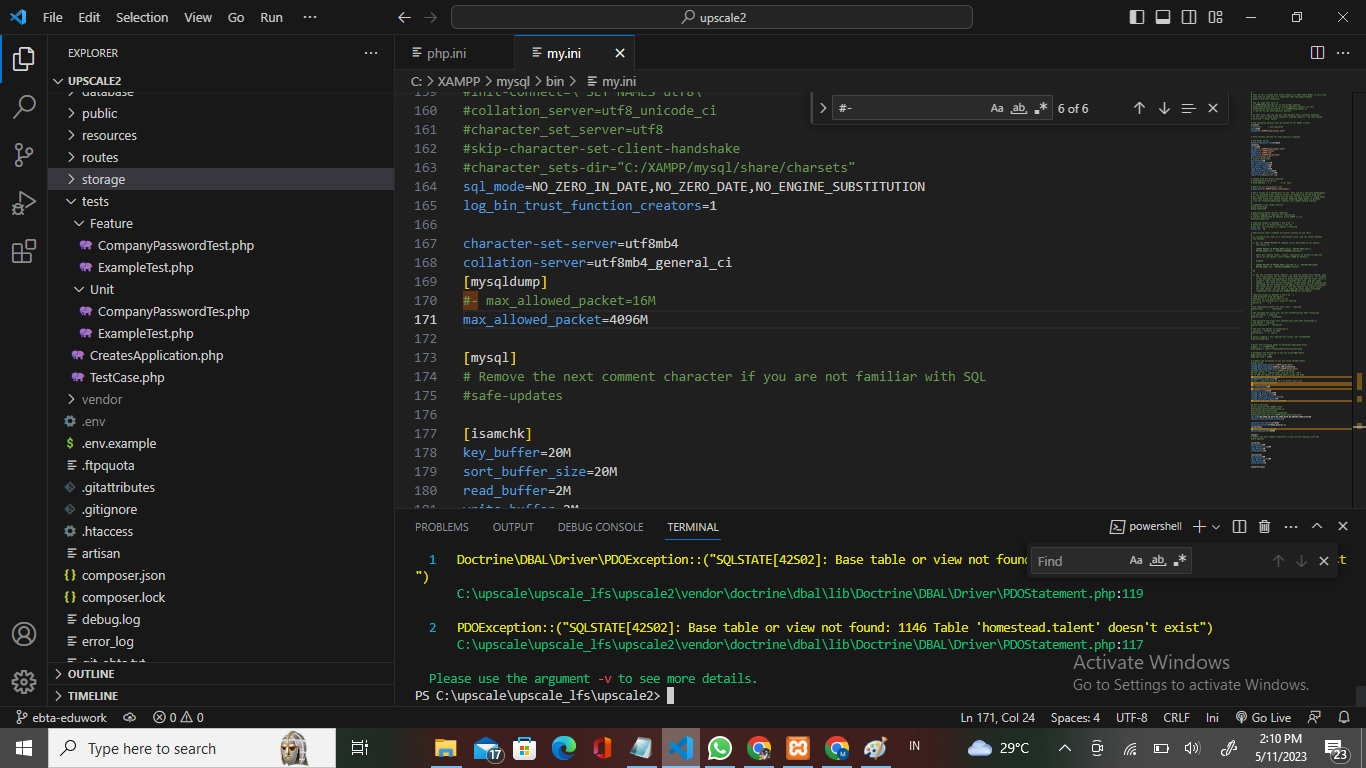 File Edit Selection View Go Run ···
upscale2
EXPLORER
UPSCALE2
database
public
resources
routes
storage
tests
Feature
CompanyPasswordTest.php
ExampleTest.php
Unit
CompanyPasswordTes.php
ExampleTest.php
CreatesApplication.php
TestCase.php
vendor
.env
.env.example
.ftpquota
.gitattributes
.gitignore
.htaccess
artisan
composer.json
composer.lock
debug.log
error_log
OUTLINE
TIMELINE
php.ini
my.ini
C: > XAMPP > mysql > bin > my.ini
#- Aa ab 6 of 6
159 #init-connect=\'SET NAMES utf8\'
160 #collation_server=utf8_unicode_ci
161 #character_set_server=utf8
162 #skip-character-set-client-handshake
163 #character_sets-dir="C:/XAMPP/mysql/share/charsets"
164 sql_mode=NO_ZERO_IN_DATE,NO_ZERO_DATE,NO_ENGINE_SUBSTITUTION
165 log_bin_trust_function_creators=1
166
167 character-set-server=utf8mb4
168 collation-server=utf8mb4_general_ci
169 [mysqldump]
170 #- max_allowed_packet=16M
171 max_allowed_packet=4096M
172
173 [mysql]
174 # Remove the next comment character if you are not familiar with SQL
175 #safe-updates
176
177 [isamchk]
178 key_buffer=20M
179 sort_buffer_size=20M
180 read_buffer=2M
181 write_buffer=2M
PROBLEMS OUTPUT DEBUG CONSOLE TERMINAL
powershell
Find Aa ab
1 Doctrine\DBAL\Driver\PDOException::("SQLSTATE[42S02]: Base table or view not foun
")
C:\upscale\upscale_lfs\upscale2\vendor\doctrine\dbal\lib\Doctrine\DBAL\Driver\PDOStatement.php:119
2 PDOException::("SQLSTATE[42S02]: Base table or view not found: 1146 Table 'homestead.talent' doesn't exist")
C:\upscale\upscale_lfs\upscale2\vendor\doctrine\dbal\lib\Doctrine\DBAL\Driver\PDOStatement.php:117
Please use the argument -v to see more details.
PS C:\upscale\upscale_lfs\upscale2>
Activate Windows
Go to Settings to activate Windows.
ebta-eduwork 0 0
Ln 171, Col 24 Spaces: 4 UTF-8 CRLF Ini Go Live
Type here to search
17
IN
29°C
2:10 PM
5/11/2023
23